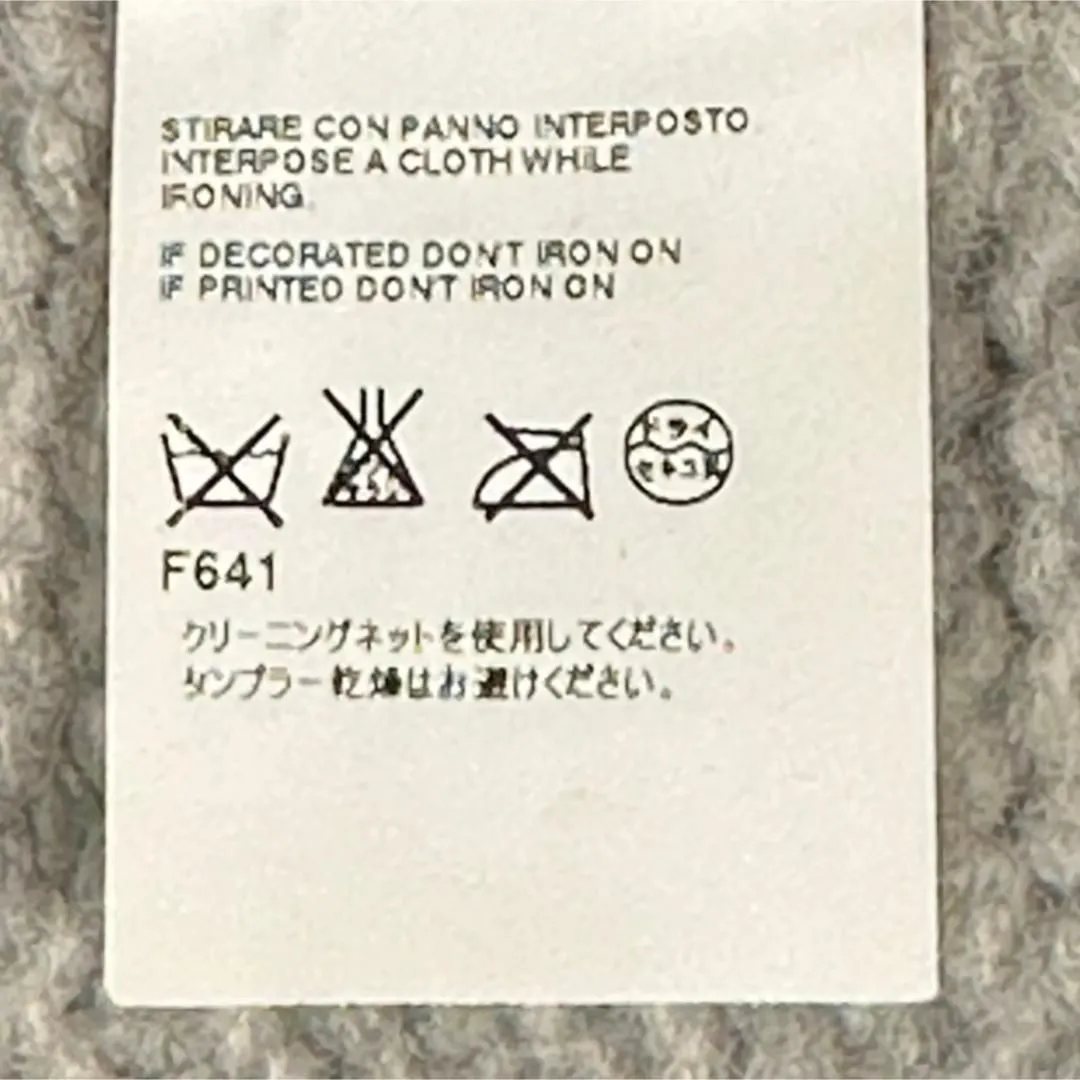 STIRARE CON PANNO INTERPOSTO
INTERPOSE A CLOTH WHILE
IRONING.
IF DECORATED DON'T IRON ON
IF PRINTED DON'T IRON ON
ドライ
セキユ系
F641
クリーニングネットを使用してください。
タンブラー乾燥はお避けください。